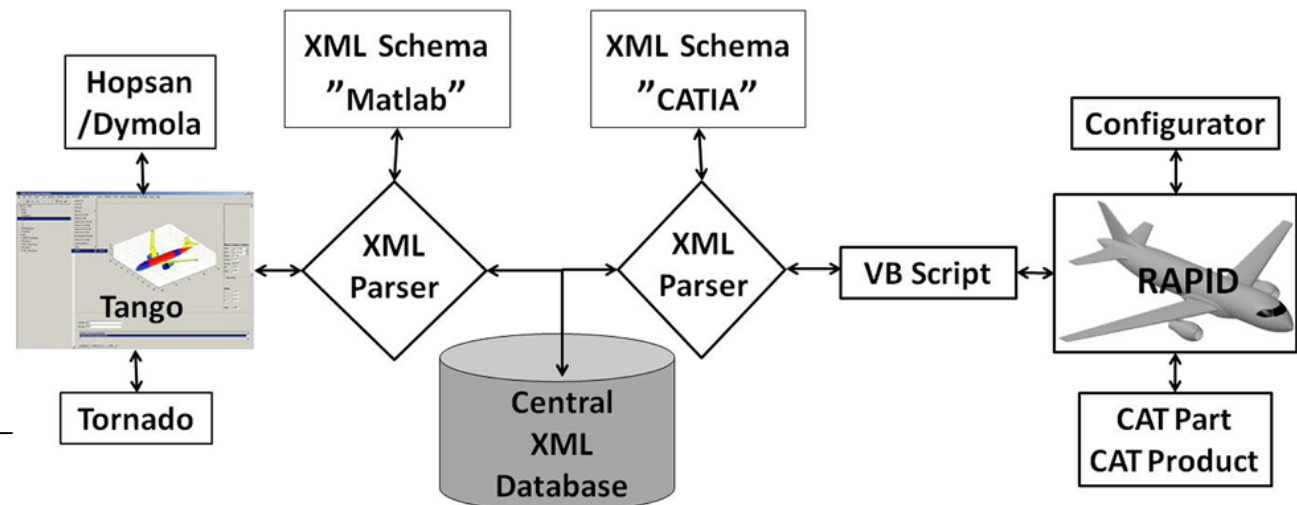 Hopsan
/Dymola
XML Schema
”Matlab”
XML Schema
”CATIA”
Configurator
Tango
XML
Parser
XML
Parser
VB Script
RAPID
Tornado
Central
XML
Database
CAT Part
CAT Product